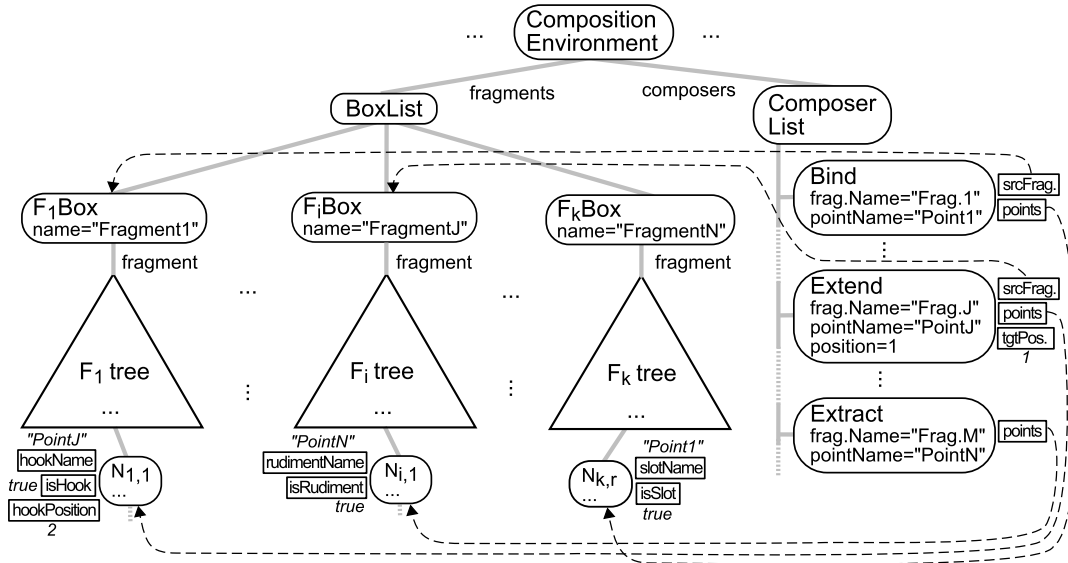 ...
Composition
Environment
...
fragments
composers
BoxList
Composer
List
Bind
frag.Name="Frag.1"
pointName="Point1"
srcFrag.
points
F1Box
name="Fragment1"
FiBox
name="FragmentJ"
FkBox
name="FragmentN"
⋮
fragment
fragment
fragment
...
...
Extend
frag.Name="Frag.J"
pointName="PointJ"
position=1
srcFrag.
points
tgtPos.
1
F1 tree
...
⋮
Fi tree
...
⋮
Fk tree
...
⋮
Extract
frag.Name="Frag.M"
pointName="PointN"
points
"PointJ"
hookName
true isHook
hookPosition
2
N1,1
...
"PointN"
rudimentName
isRudiment
true
Ni,1
...
"Point1"
slotName
isSlot
true
Nk,r
...